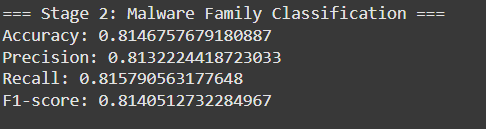 === Stage 2: Malware Family Classification ===
Accuracy: 0.8146757679180887
Precision: 0.8132224418723033
Recall: 0.815790563177648
F1-score: 0.8140512732284967